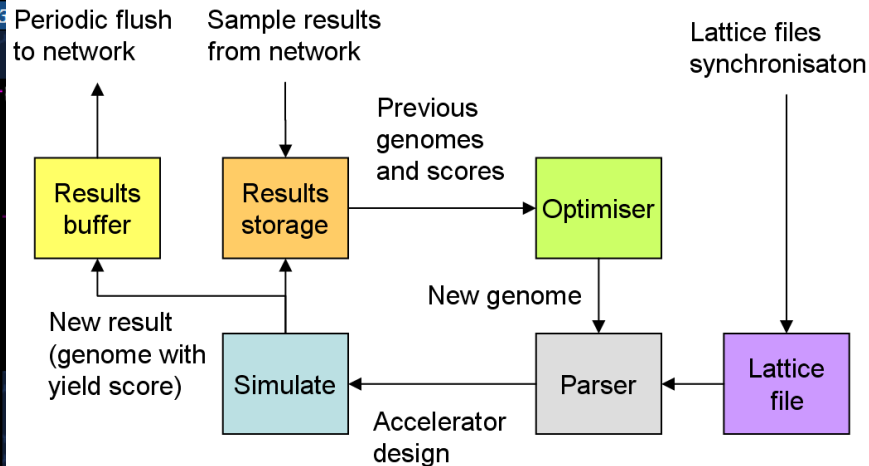 Periodic flush
to network
Sample results
from network
Lattice files
synchronisaton
Previous
genomes
and scores
Results
buffer
Results
storage
Optimiser
New genome
New result
(genome with
yield score)
Simulate
Parser
Lattice
file
Accelerator
design